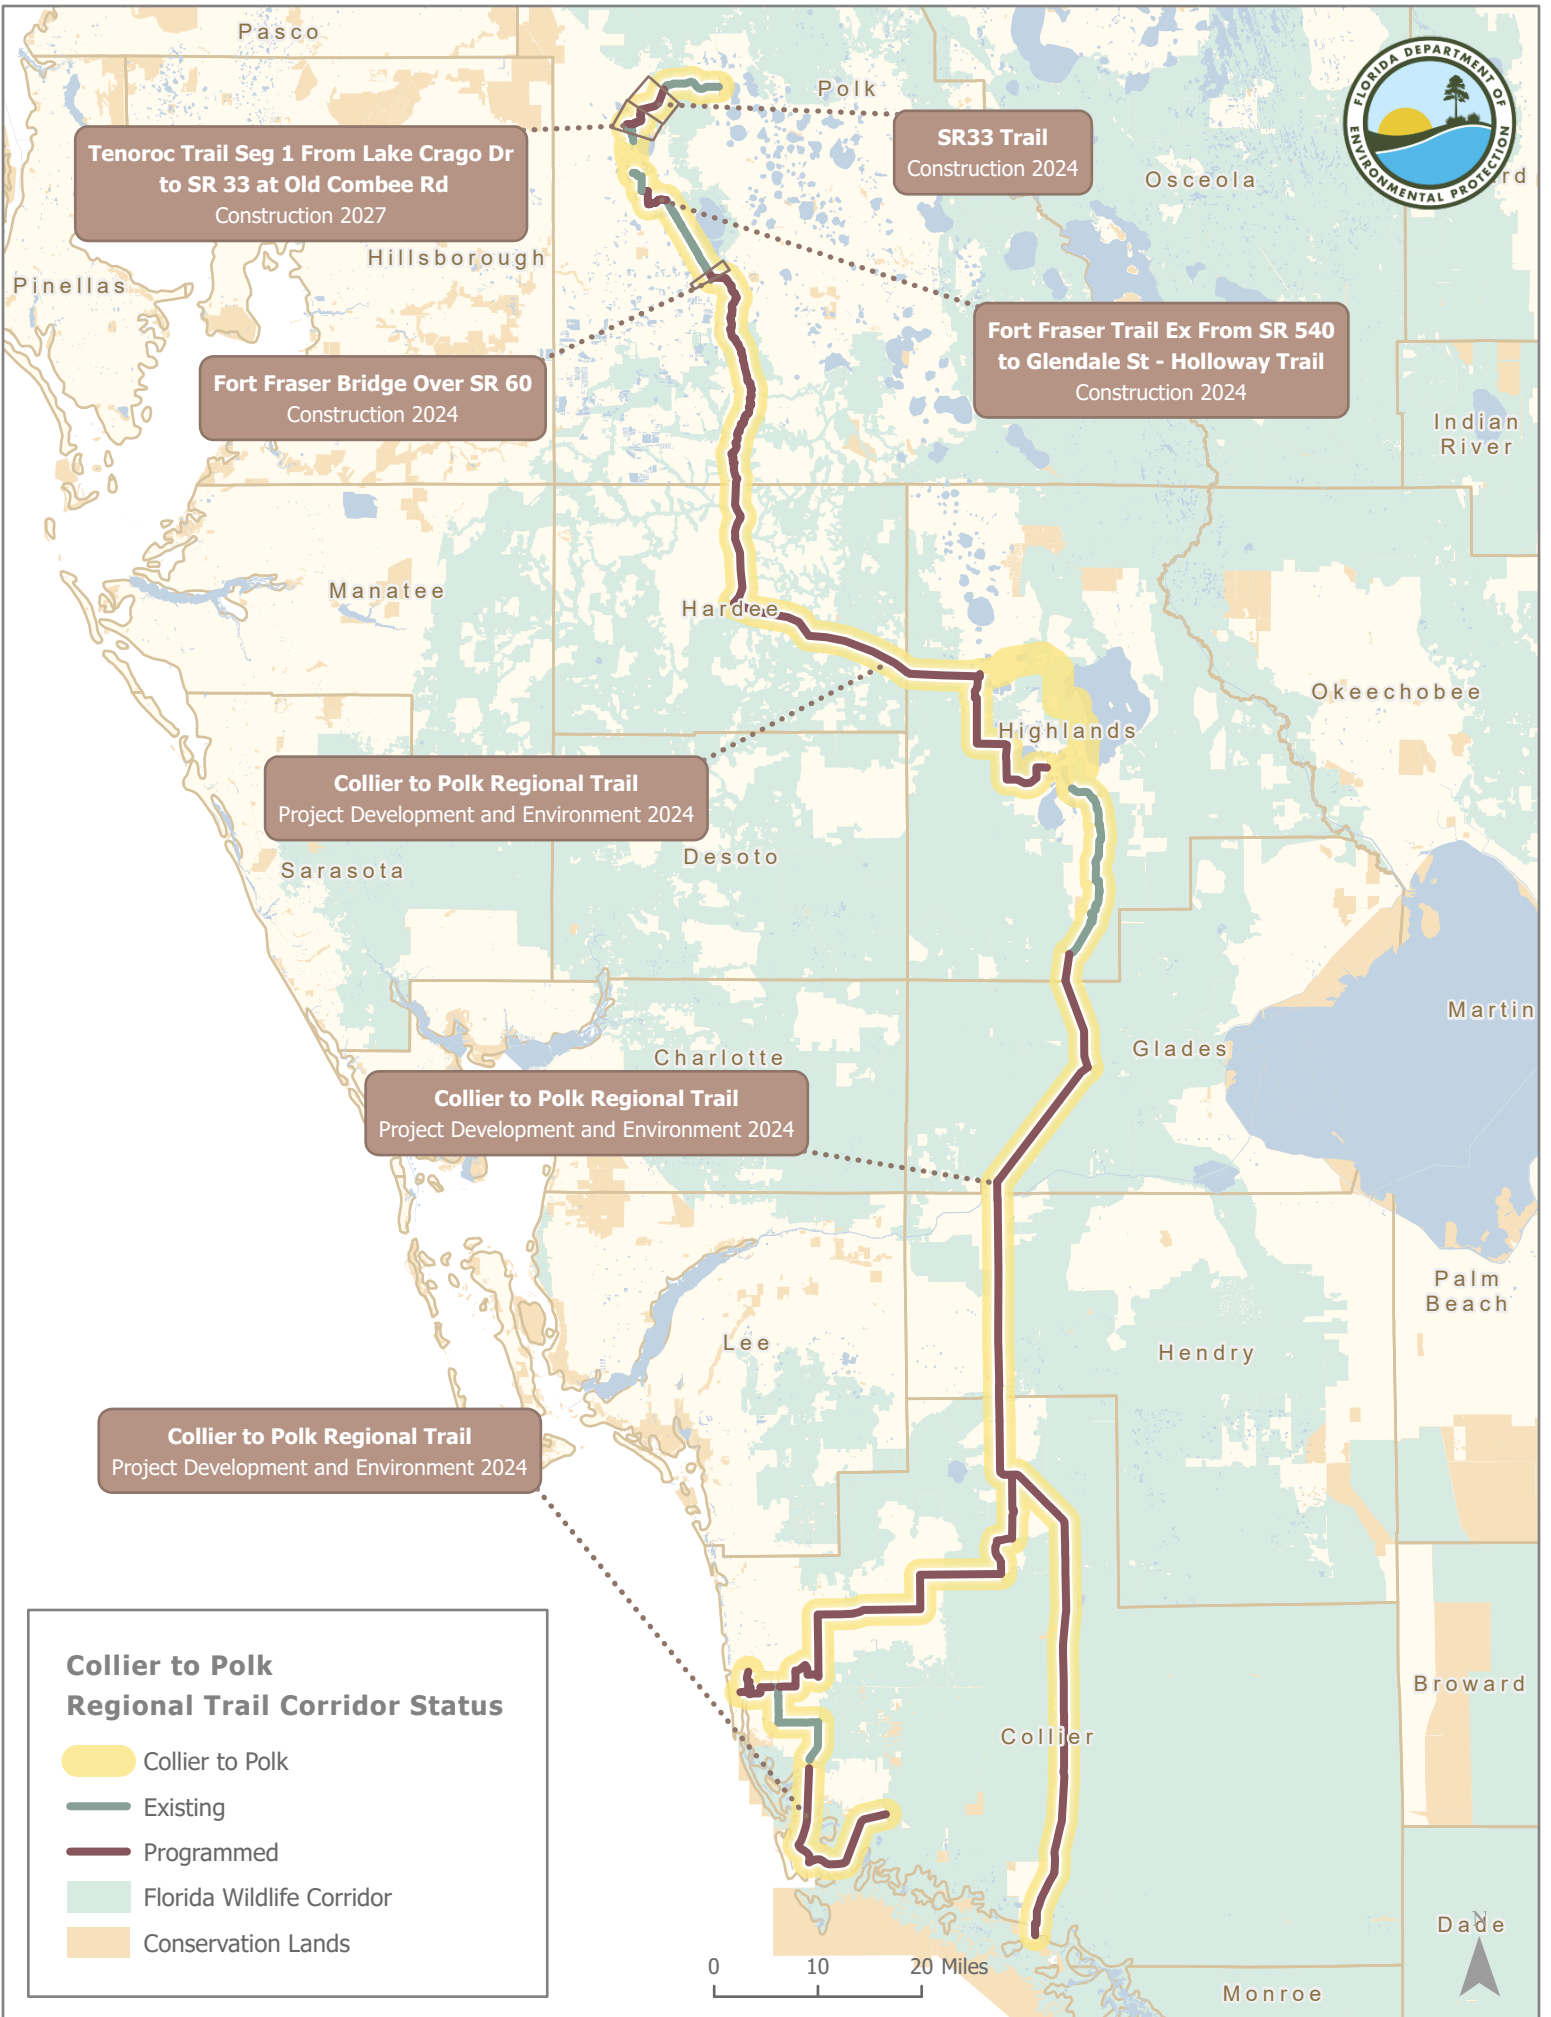 Pasco
Polk
FLORIDA DEPARTMENT OF
ENVIRONMENTAL PROTECTION
rd
Tenoroc Trail Seg 1 From Lake Crago Dr
to SR 33 at Old Combee Rd
Construction 2027
SR33 Trail
Construction 2024
Osceola
Hillsborough
Pinellas
Fort Fraser Trail Ex From SR 540
to Glendale St - Holloway Trail
Construction 2024
Fort Fraser Bridge Over SR 60
Construction 2024
Indian
River
Manatee
Hardee
Okeechobee
Highlands
Collier to Polk Regional Trail
Project Development and Environment 2024
Sarasota
Desoto
Martin
Charlotte
Glades
Collier to Polk Regional Trail
Project Development and Environment 2024
Palm
Beach
Lee
Hendry
Collier to Polk Regional Trail
Project Development and Environment 2024
Broward
Collier
Collier to Polk
Regional Trail Corridor Status
Collier to Polk
Existing
Programmed
Florida Wildlife Corridor
Conservation Lands
Dade
N
0 10 20 Miles
Monroe